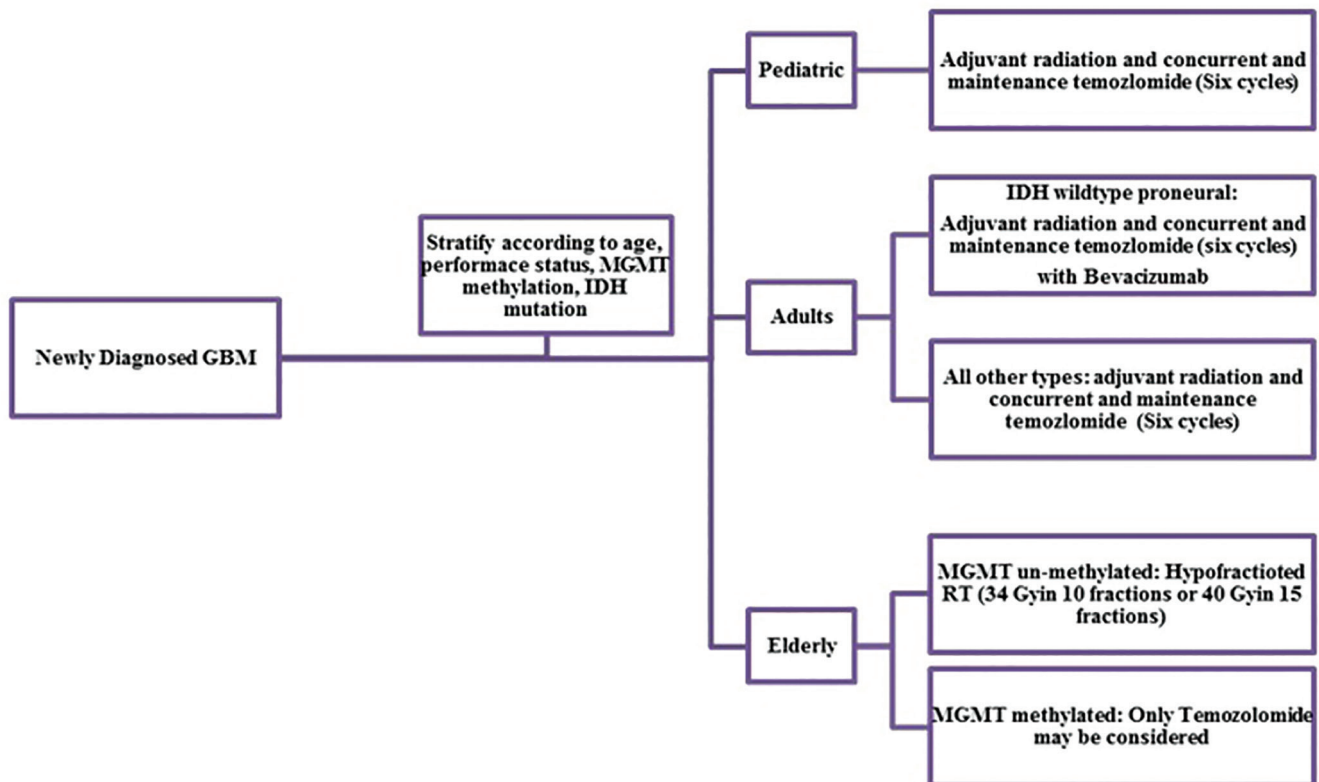 Newly Diagnosed GBM
Stratify according to age,
performace status, MGMT
methylation, IDH
mutation
Pediatric
Adjuvant radiation and concurrent and
maintenance temozlomide (Six cycles)
Adults
IDH wildtype proneural:
Adjuvant radiation and concurrent and
maintenance temozlomide (six cycles)
with Bevacizumab
All other types: adjuvant radiation and
concurrent and maintenance
temozlomide (Six cycles)
Elderly
MGMT un-methylated: Hypofractioted
RT (34 Gyin 10 fractions or 40 Gyin 15
fractions)
MGMT methylated: Only Temozolomide
may be considered